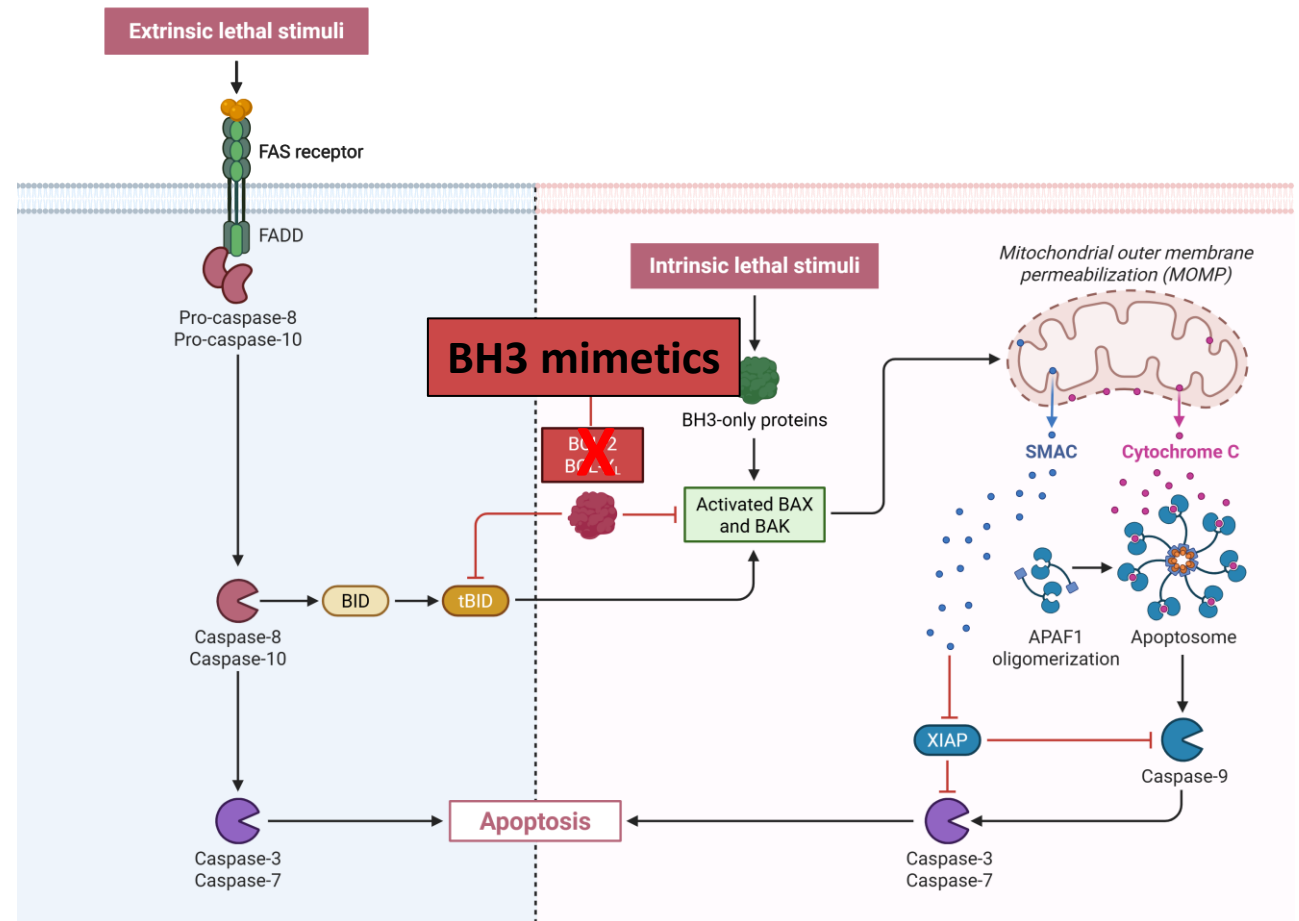 Extrinsic lethal stimuli
FAS receptor
FADD
Pro-caspase-8
Pro-caspase-10
Intrinsic lethal stimuli
Mitochondrial outer membrane
permeabilization (MOMP)
BH3 mimetics
BH3-only proteins
X
Activated BAX
and BAK
SMAC
Cytochrome C
BID
tBID
Caspase-8
Caspase-10
APAF1
oligomerization
Apoptosome
XIAP
Caspase-9
Apoptosis
Caspase-3
Caspase-7
Caspase-3
Caspase-7